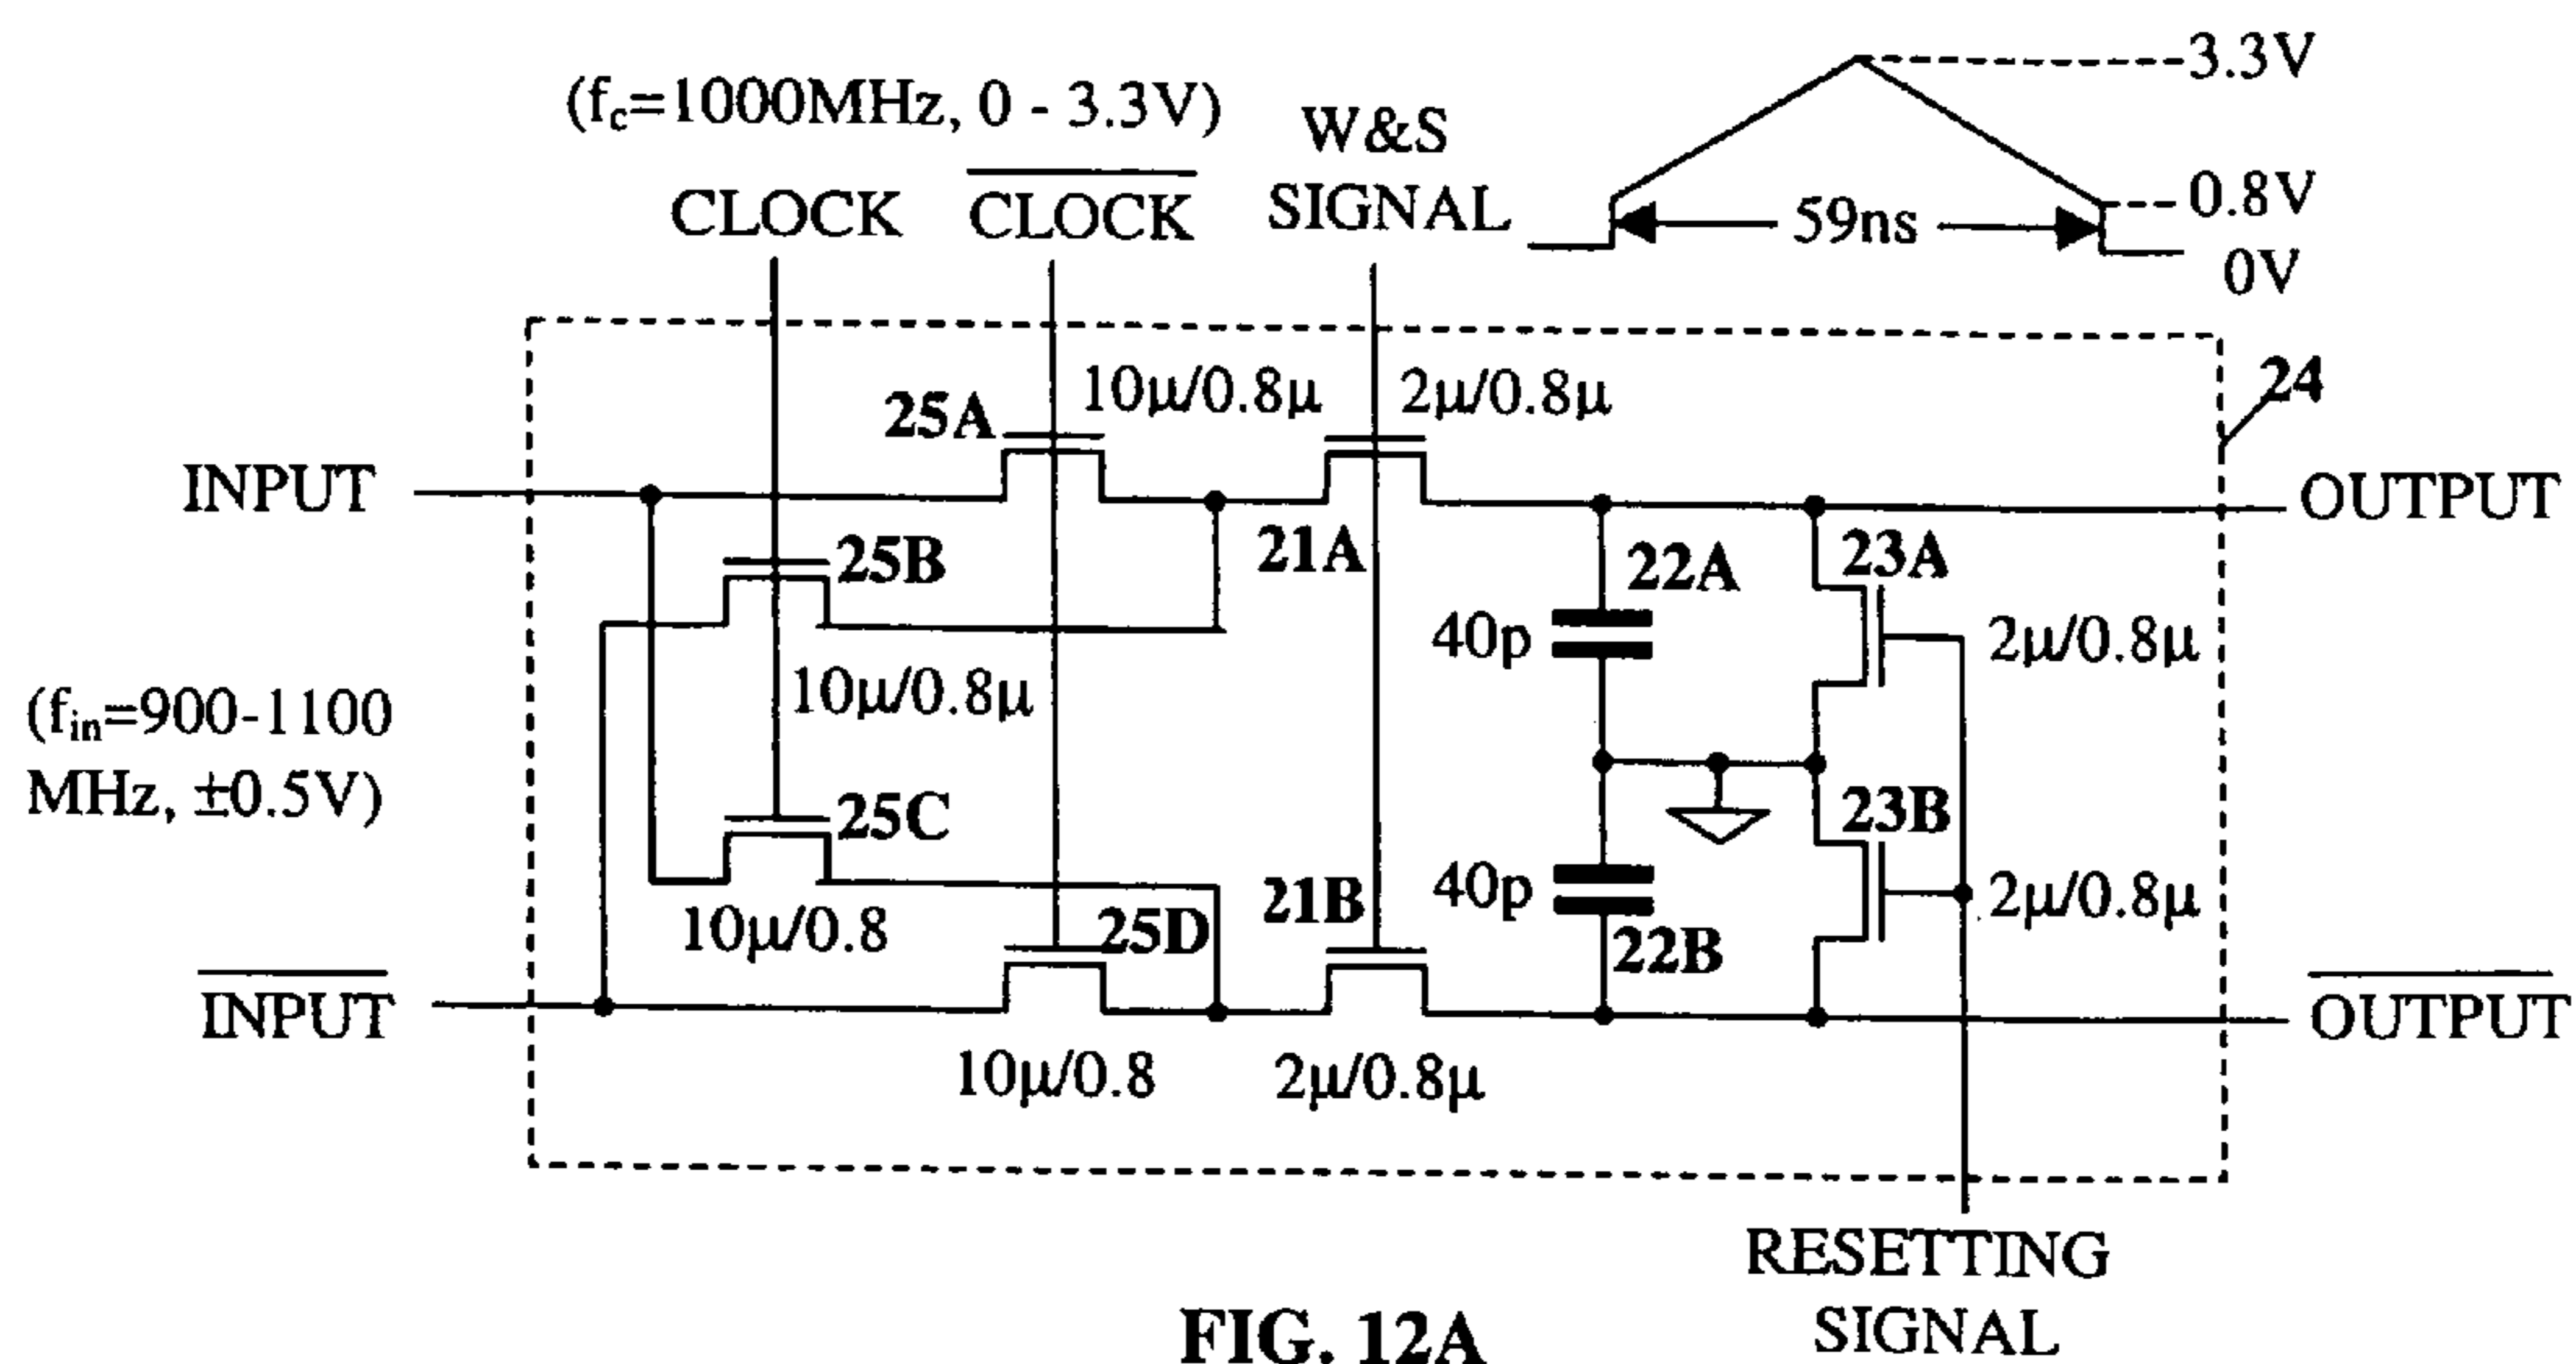 (fc=1000MHz, 0 - 3.3V)
3.3V
W&S
SIGNAL
CLOCK
CLOCK
0.8V
59ns
0V
24
25A
10μ/0.8μ
2μ/0.8μ
INPUT
OUTPUT
25B
21A
22A
23A
40p
2μ/0.8μ
10μ/0.8μ
(fin=900-1100
MHz, ±0.5V)
25C
23B
10μ/0.8
25D
21B
40p
22B
2μ/0.8μ
INPUT
OUTPUT
10μ/0.8
2μ/0.8μ
RESETTING
SIGNAL
FIG. 12A